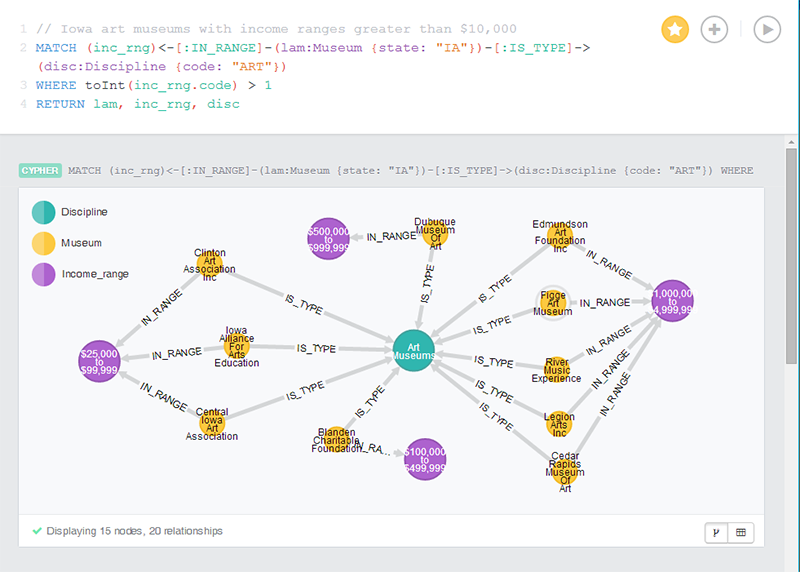 1 // Iowa art museums with income ranges greater than $10,000
2 MATCH (inc_rng)<-[:IN_RANGE]-(lam:Museum {state: "IA"})-[:IS_TYPE]->
(disc:Discipline {code: "ART"})
3 WHERE toInt(inc_rng.code) > 1
4 RETURN lam, inc_rng, disc
CYPHER MATCH (inc_rng)<-[:IN_RANGE]-(lam:Museum {state: "IA"})-[:IS_TYPE]->(disc:Discipline {code: "ART"}) WHERE
Discipline
Museum
Income_range
$500,000
to
$999,999
IN_RANGE
Dubuque
Museum
Of
Art
IS_TYPE
Edmundson
Art
Foundation
Inc
IN_RANGE
IS_TYPE
Clinton
Art
Association
Inc
IN_RANGE
IS_TYPE
Figge
Art
Museum
IN_RANGE
IS_TYPE
1,000,00
to
4,999,99
Iowa
Alliance
For
Arts
Education
IN_RANGE
IS_TYPE
$25,000
to
$99,999
Art
Museums
River
Music
Experience
IN_RANGE
IS_TYPE
Central
Iowa
Art
Association
IN_RANGE
IS_TYPE
Legion
Arts
Inc
IN_RANGE
IS_TYPE
Blanden
Charitable
Foundation
IS_TYPE
IN_RA...
$100,000
to
$499,999
Cedar
Rapids
Museum
Of
Art
IN_RANGE
IS_TYPE
Displaying 15 nodes, 20 relationships